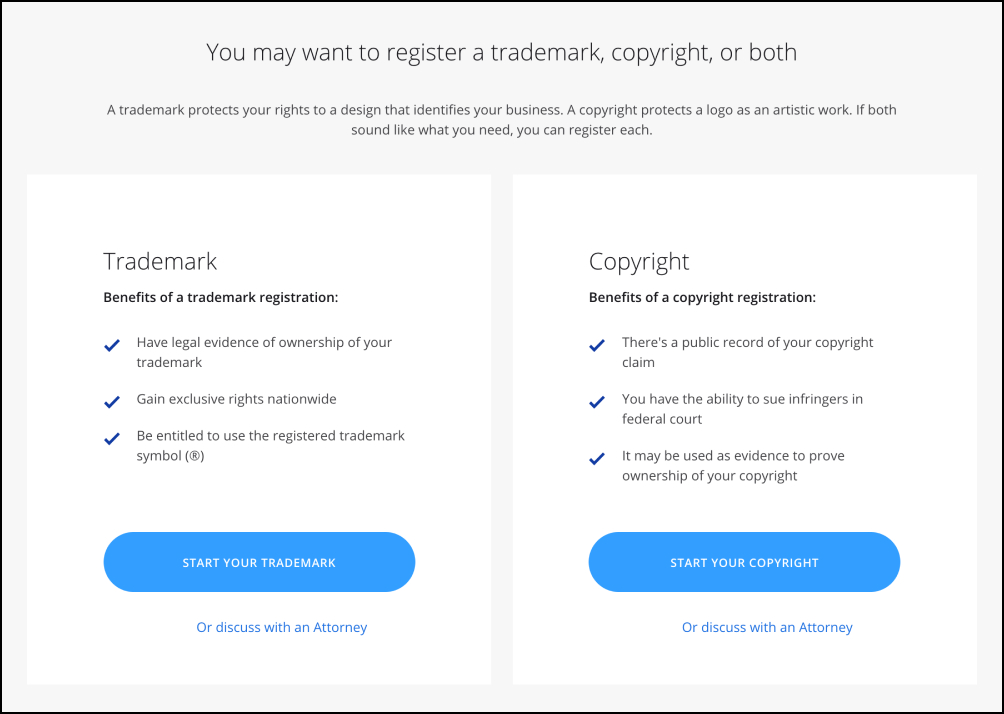 You may want to register a trademark, copyright, or both
A trademark protects your rights to a design that identifies your business. A copyright protects a logo as an artistic work. If both
sound like what you need, you can register each.
Trademark
Benefits of a trademark registration:
Have legal evidence of ownership of your
trademark
Gain exclusive rights nationwide
Be entitled to use the registered trademark
symbol (®)
START YOUR TRADEMARK
Or discuss with an Attorney
Copyright
Benefits of a copyright registration:
There's a public record of your copyright
claim
You have the ability to sue infringers in
federal court
It may be used as evidence to prove
ownership of your copyright
START YOUR COPYRIGHT
Or discuss with an Attorney